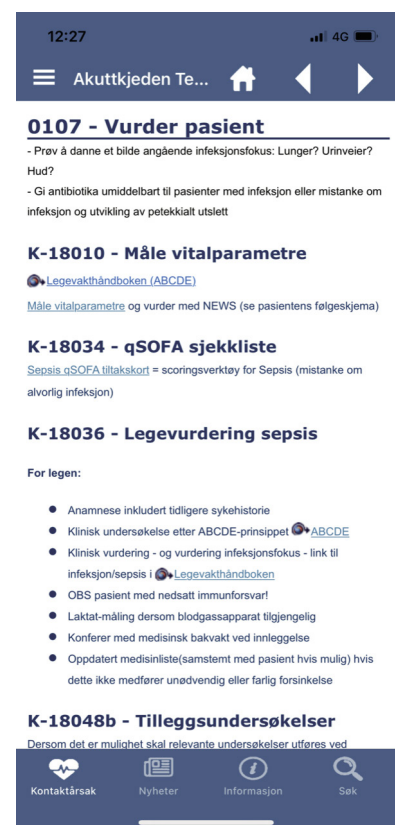 12:27
4G
Akuttkjeden Te...
0107 - Vurder pasient
- Prøv å danne et bilde angående infeksjonsfokus: Lunger? Urinveier?
Hud?
- Gi antibiotika umiddelbart til pasienter med infeksjon eller mistanke om
infeksjon og utvikling av petekkialt utslett
K-18010 - Måle vitalparametre
Legevakthåndboken (ABCDE)
Måle vitalparametre og vurder med NEWS (se pasientens følgeskjema)
K-18034 - qSOFA sjekkliste
Sepsis qSOFA tiltakskort = scoringsverktøy for Sepsis (mistanke om
alvorlig infeksjon)
K-18036 - Legevurdering sepsis
For legen:
Anamnese inkludert tidligere sykehistorie
Klinisk undersøkelse etter ABCDE-prinsippet ABCDE
Klinisk vurdering - og vurdering infeksjonsfokus - link til
infeksjon/sepsis i Legevakthåndboken
OBS pasient med nedsatt immunforsvar!
Laktat-måling dersom blodgassapparat tilgjengelig
Konferer med medisinsk bakvakt ved innleggelse
Oppdatert medisinliste(samstemt med pasient hvis mulig) hvis
dette ikke medfører unødvendig eller farlig forsinkelse
K-18048b - Tilleggsundersøkelser
Dersom det er mulighet skal relevante undersøkelser utføres ved
Kontaktårsak
Nyheter
Informasjon
Søk